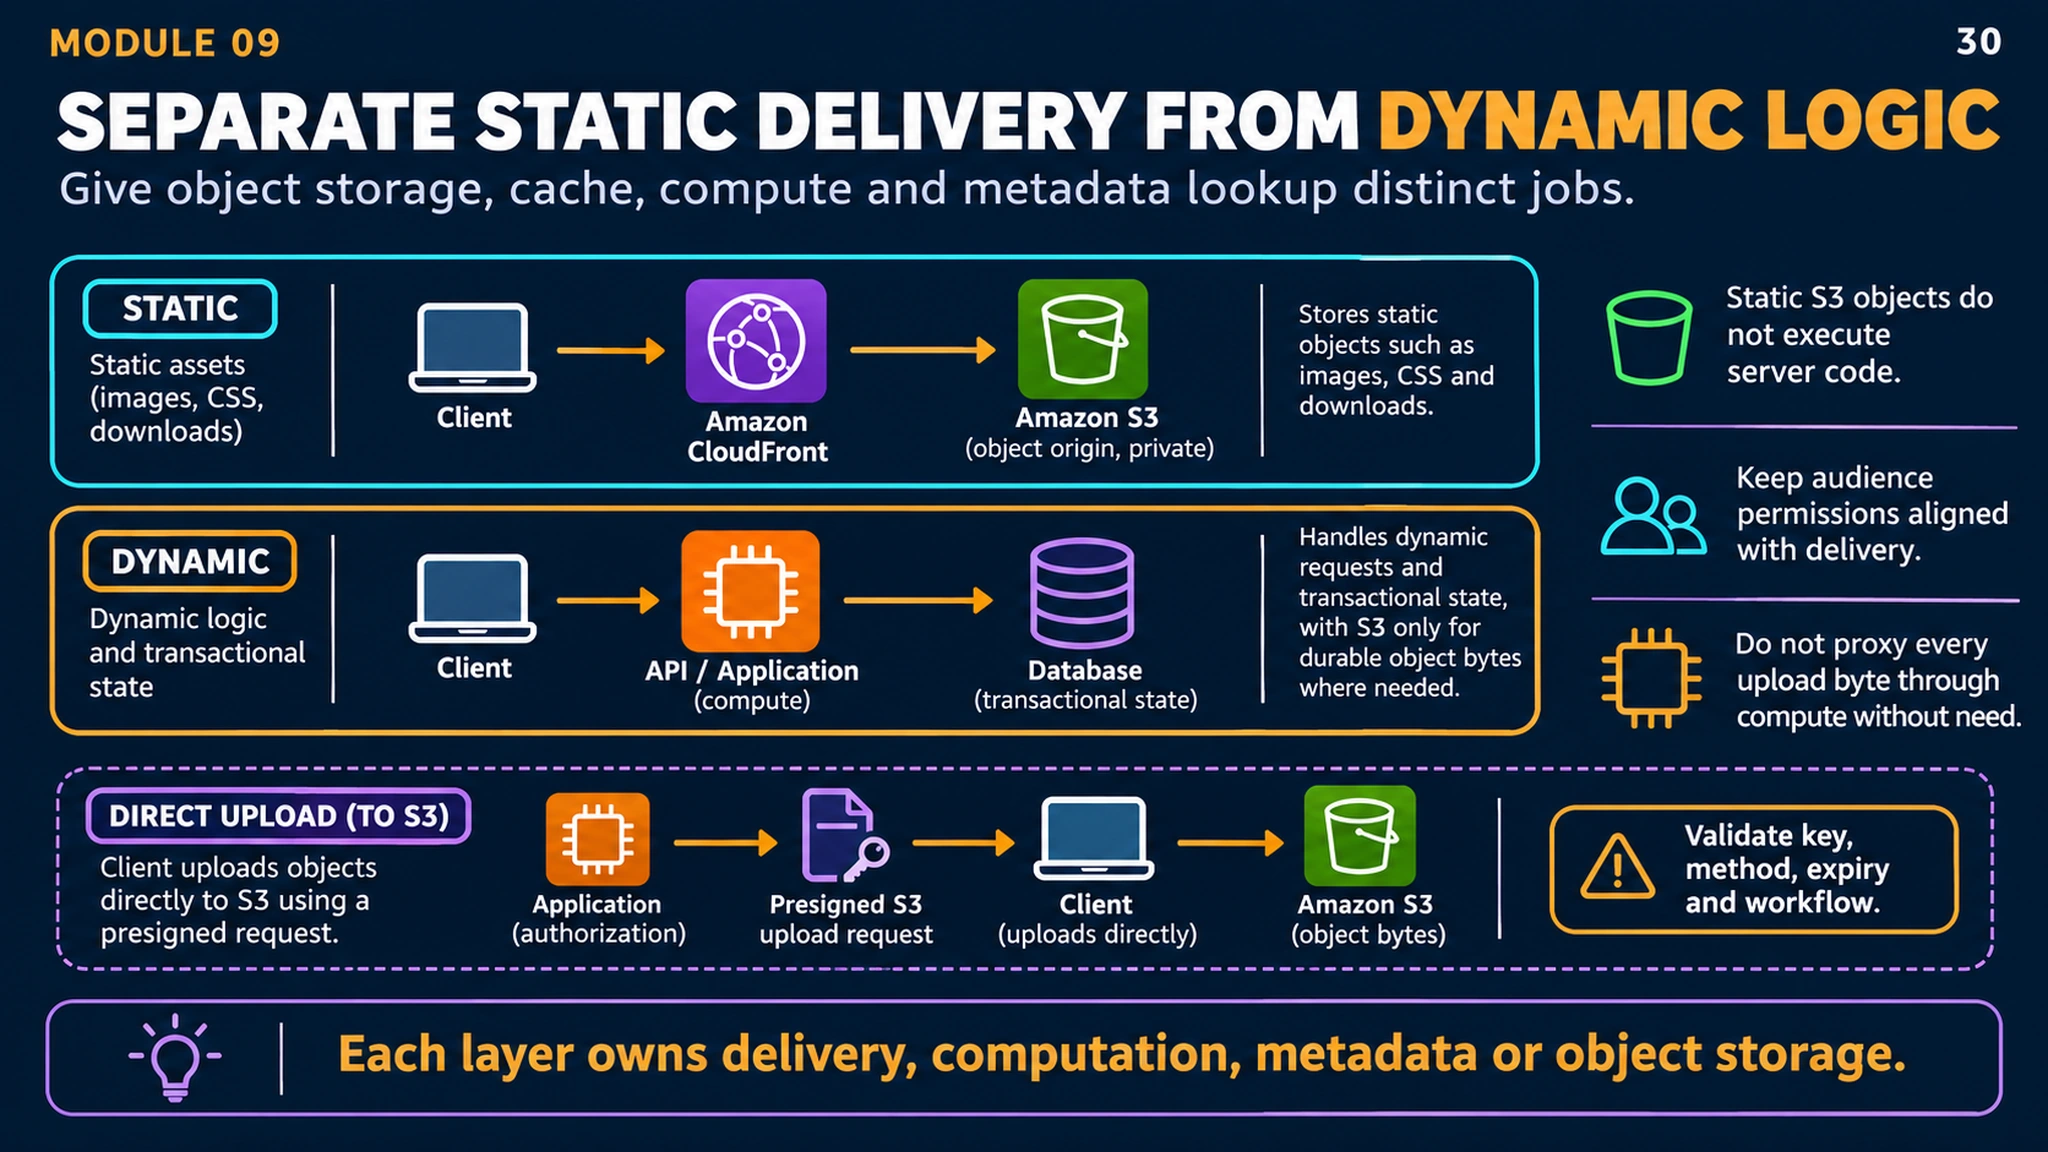 MODULE 09
30
SEPARATE STATIC DELIVERY FROM DYNAMIC LOGIC
Give object storage, cache, compute and metadata lookup distinct jobs.
STATIC
Static assets
(images, CSS,
downloads)
Client
Amazon
CloudFront
Amazon S3
(object origin, private)
Stores static
objects such as
images, CSS and
downloads.
Static S3 objects do
not execute
server code.
Keep audience
permissions aligned
with delivery.
Do not proxy every
upload byte through
compute without need.
DYNAMIC
Dynamic logic
and transactional
state
Client
API / Application
(compute)
Database
(transactional state)
Handles dynamic
requests and
transactional state,
with S3 only for
durable object bytes
where needed.
DIRECT UPLOAD (TO S3)
Client uploads objects
directly to S3 using a
presigned request.
Application
(authorization)
Presigned S3
upload request
Client
(uploads directly)
Amazon S3
(object bytes)
Validate key,
method, expiry
and workflow.
Each layer owns delivery, computation, metadata or object storage.